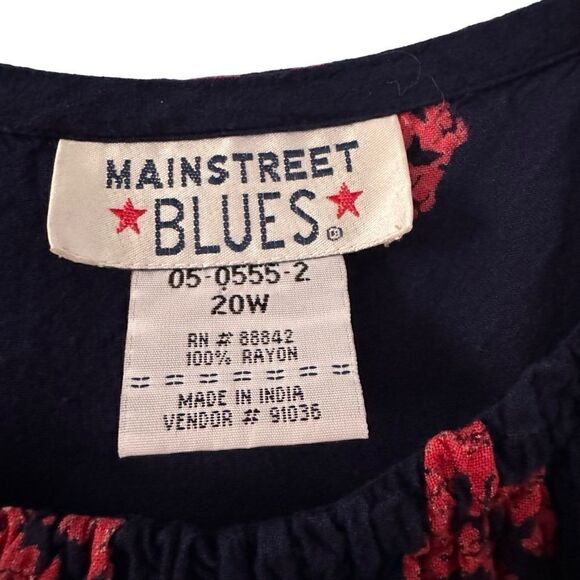 MAINSTREET
BLUES®
05-0555-2
20W
RN # 88842
100% RAYON
MADE IN INDIA
VENDOR # 91036